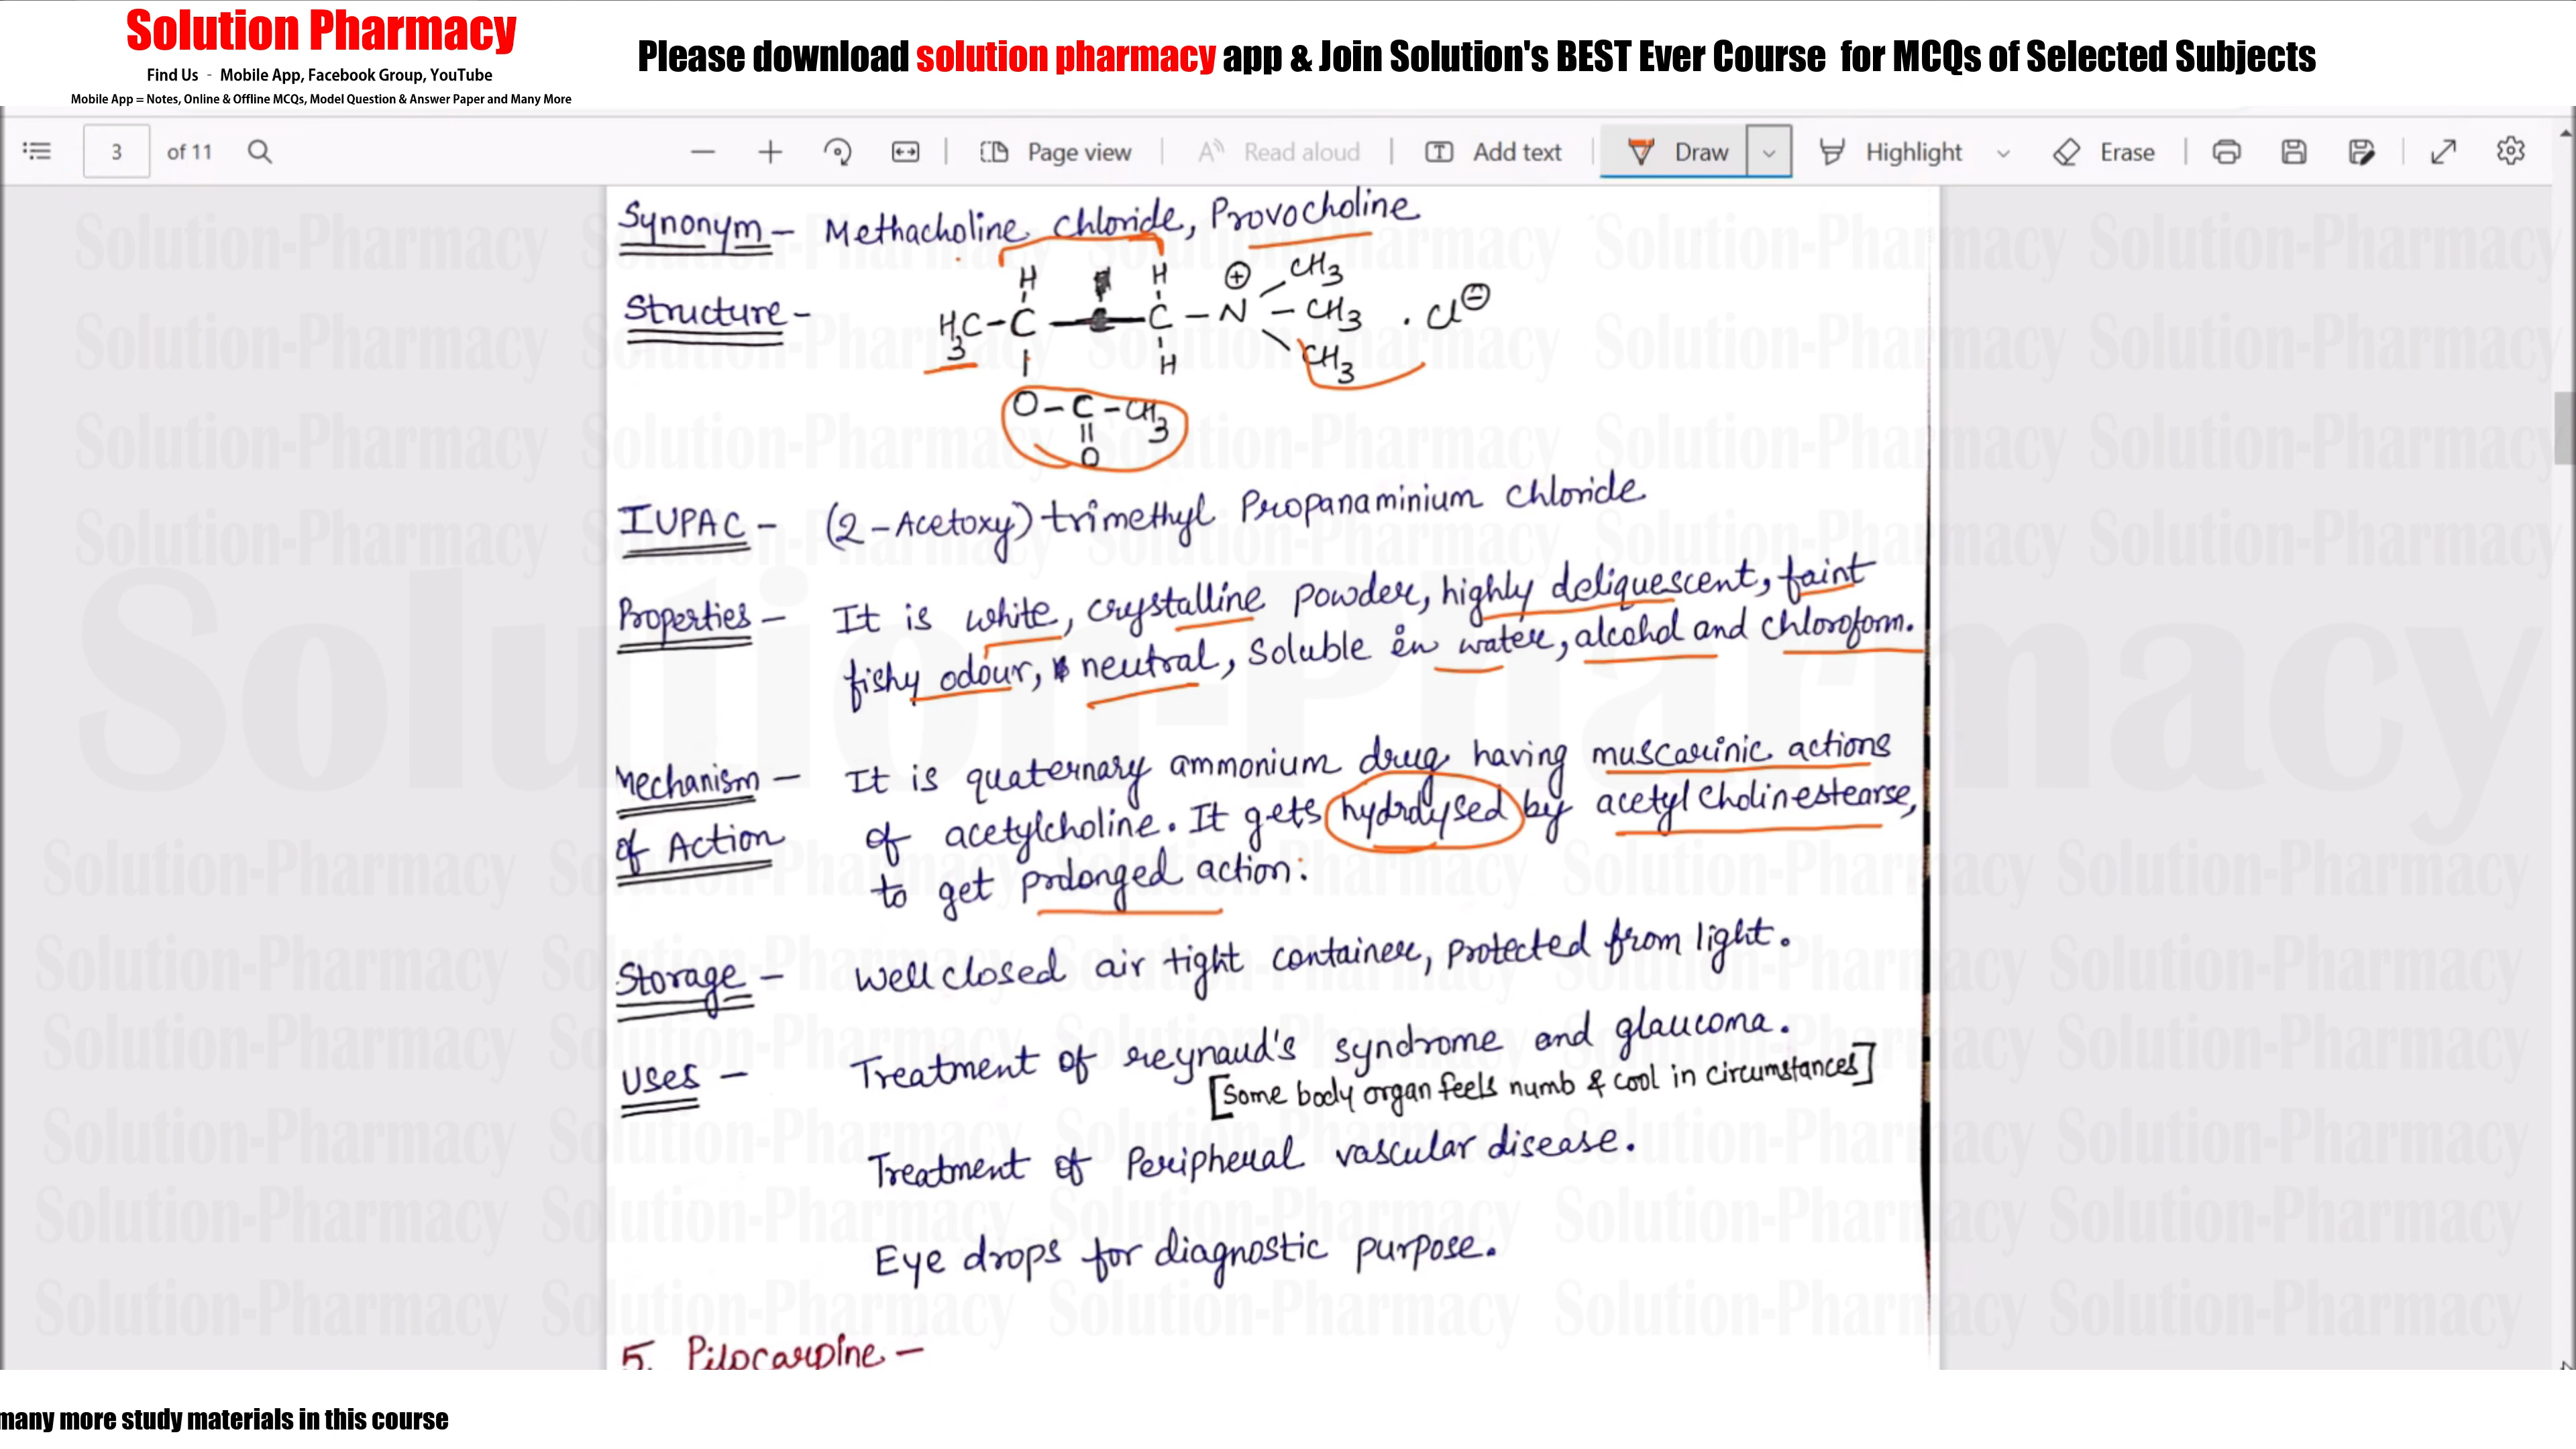 Solution Pharmacy
Find Us - Mobile App, Facebook Group, YouTube
Mobile App = Notes, Online & Offline MCQs, Model Question & Answer Paper and Many More
Please download solution pharmacy app & Join Solution's BEST Ever Course for MCQs of Selected Subjects
3 of 11 Page view Read aloud Add text Draw Highlight Erase
Synonym - Methacholine chloride, Provocholine
Structure -
H H ⊕ CH3
H3C - C C - N - CH3 . Cl⊖
H CH3
O - C - CH3
O
IUPAC - (2-Acetoxy) trimethyl Propanaminium chloride
Properties - It is white, crystalline Powder, highly deliquescent, faint
fishy odour, neutral, soluble in water, alcohol and chloroform.
Mechanism - It is quaternary ammonium drug having muscarinic actions
of Action of acetylcholine. It gets hydrolysed by acetyl cholinestearse,
to get prolonged action:
Storage - Well closed air tight container, protected from light.
Uses - Treatment of reynaud's syndrome and glaucoma.
[Some body organ feels numb & cool in circumstances]
Treatment of Peripheral vascular disease.
Eye drops for diagnostic purpose.
5. Pilocarpine -
many more study materials in this course
Solution-Pharmacy